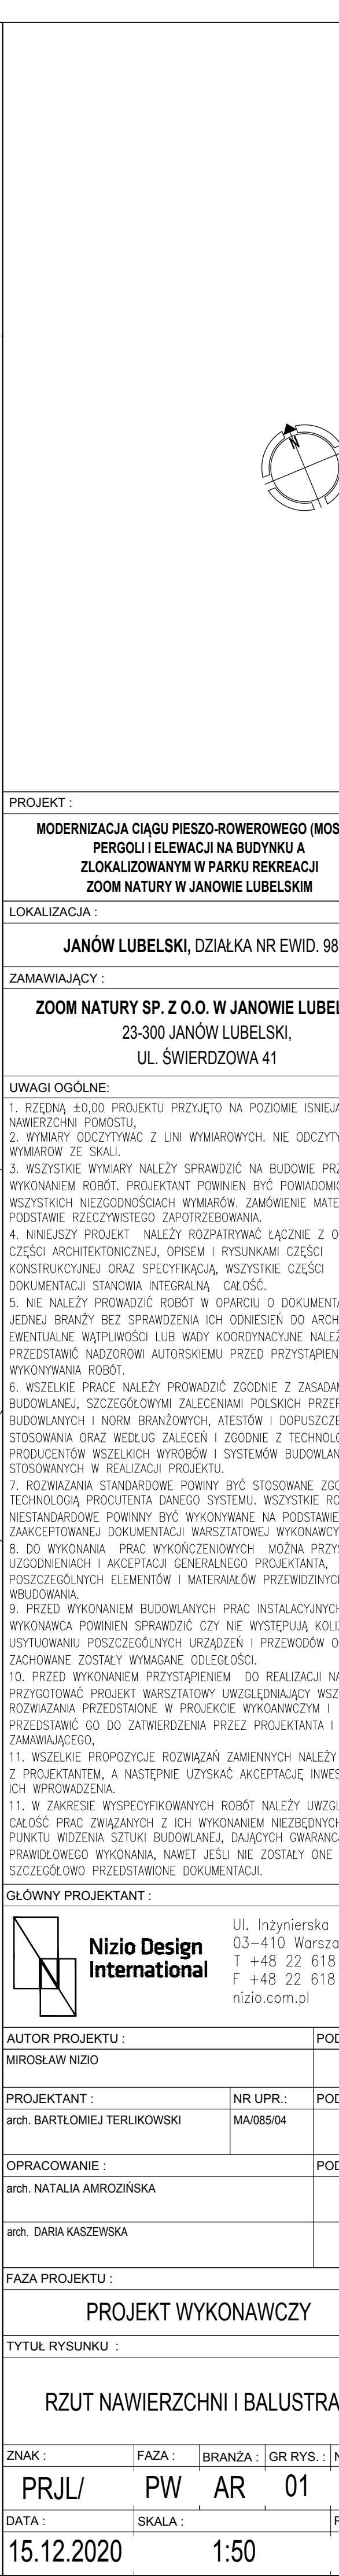 N
PROJEKT :
MODERNIZACJA CIĄGU PIESZO-ROWEROWEGO (MOS
PERGOLI I ELEWACJI NA BUDYNKU A
ZLOKALIZOWANYM W PARKU REKREACJI
ZOOM NATURY W JANOWIE LUBELSKIM
LOKALIZACJA :
JANÓW LUBELSKI, DZIAŁKA NR EWID. 98
ZAMAWIAJĄCY :
ZOOM NATURY SP. Z O.O. W JANOWIE LUBEL
23-300 JANÓW LUBELSKI,
UL. ŚWIERDZOWA 41
UWAGI OGÓLNE:
1. RZĘDNĄ ±0,00 PROJEKTU PRZYJĘTO NA POZIOMIE ISNIEJA
NAWIERZCHNI POMOSTU,
2. WYMIARY ODCZYTYWAC Z LINI WYMIAROWYCH. NIE ODCZYTY
WYMIAROW ZE SKALI.
3. WSZYSTKIE WYMIARY NALEŻY SPRAWDZIĆ NA BUDOWIE PRZ
WYKONANIEM ROBÓT. PROJEKTANT POWINIEN BYĆ POWIADOMIO
WSZYSTKICH NIEZGODNOŚCIACH WYMIARÓW. ZAMÓWIENIE MATE
PODSTAWIE RZECZYWISTEGO ZAPOTRZEBOWANIA.
4. NINIEJSZY PROJEKT NALEŻY ROZPATRYWAĆ ŁĄCZNIE Z O
CZĘŚCI ARCHITEKTONICZNEJ, OPISEM I RYSUNKAMI CZĘŚCI
KONSTRUKCYJNEJ ORAZ SPECYFIKĄCJĄ, WSZYSTKIE CZĘŚCI
DOKUMENTACJI STANOWIA INTEGRALNĄ CAŁOŚĆ.
5. NIE NALEŻY PROWADZIĆ ROBÓT W OPARCIU O DOKUMENTA
JEDNEJ BRANŻY BEZ SPRAWDZENIA ICH ODNIESIEŃ DO ARCH
EWENTUALNE WĄTPLIWOŚCI LUB WADY KOORDYNACYJNE NALEŻ
PRZEDSTAWIĆ NADZOROWI AUTORSKIEMU PRZED PRZYSTĄPIEN
WYKONYWANIA ROBÓT.
6. WSZELKIE PRACE NALEŻY PROWADZIĆ ZGODNIE Z ZASADAM
BUDOWLANEJ, SZCZEGÓŁOWYMI ZALECENIAMI POLSKICH PRZEP
BUDOWLANYCH I NORM BRANŻOWYCH, ATESTÓW I DOPUSZCZE
STOSOWANIA ORAZ WEDŁUG ZALECEŃ I ZGODNIE Z TECHNOLO
PRODUCENTÓW WSZELKICH WYROBÓW I SYSTEMÓW BUDOWLAN
STOSOWANYCH W REALIZACJI PROJEKTU.
7. ROZWIAZANIA STANDARDOWE POWINY BYĆ STOSOWANE ZGO
TECHNOLOGIĄ PROCUTENTA DANEGO SYSTEMU. WSZYSTKIE RO
NIESTANDARDOWE POWINNY BYĆ WYKONYWANE NA PODSTAWIE
ZAAKCEPTOWANEJ DOKUMENTACJI WARSZTATOWEJ WYKONAWCY
8. DO WYKONANIA PRAC WYKOŃCZENIOWYCH MOŻNA PRZYS
UZGODNIENIACH I AKCEPTACJI GENERALNEGO PROJEKTANTA,
POSZCZEGÓLNYCH ELEMENTÓW I MATERAIAŁÓW PRZEWIDZINYCH
WBUDOWANIA.
9. PRZED WYKONANIEM BUDOWLANYCH PRAC INSTALACYJNYCH
WYKONAWCA POWINIEN SPRAWDZIĆ CZY NIE WYSTĘPUJĄ KOLIZ
USYTUOWANIU POSZCZEGÓLNYCH URZĄDZEŃ I PRZEWODÓW O
ZACHOWANE ZOSTAŁY WYMAGANE ODLEGŁOŚCI.
10. PRZED WYKONANIEM PRZYSTĄPIENIEM DO REALIZACJI NA
PRZYGOTOWAĆ PROJEKT WARSZTATOWY UWZGLĘDNIAJĄCY WSZ
ROZWIAZANIA PRZEDSTAIONE W PROJEKCIE WYKOANWCZYM I
PRZEDSTAWIĆ GO DO ZATWIERDZENIA PRZEZ PROJEKTANTA I
ZAMAWIAJĄCEGO,
11. WSZELKIE PROPOZYCJE ROZWIĄZAŃ ZAMIENNYCH NALEŻY
Z PROJEKTANTEM, A NASTĘPNIE UZYSKAĆ AKCEPTACJĘ INWES
ICH WPROWADZENIA.
11. W ZAKRESIE WYSPECYFIKOWANYCH ROBÓT NALEŻY UWZGL
CAŁOŚĆ PRAC ZWIĄZANYCH Z ICH WYKONANIEM NIEZBĘDNYCH
PUNKTU WIDZENIA SZTUKI BUDOWLANEJ, DAJĄCYCH GWARANCJ
PRAWIDŁOWEGO WYKONANIA, NAWET JEŚLI NIE ZOSTAŁY ONE
SZCZEGÓŁOWO PRZEDSTAWIONE DOKUMENTACJI.
GŁÓWNY PROJEKTANT :
N
Nizio Design
International
Ul. Inżynierska
03-410 Warsza
T +48 22 618
F +48 22 618
nizio.com.pl
AUTOR PROJEKTU : POD
MIROSŁAW NIZIO
PROJEKTANT : NR UPR.: POD
arch. BARTŁOMIEJ TERLIKOWSKI MA/085/04
OPRACOWANIE : POD
arch. NATALIA AMROZIŃSKA
arch. DARIA KASZEWSKA
FAZA PROJEKTU :
PROJEKT WYKONAWCZY
TYTUŁ RYSUNKU :
RZUT NAWIERZCHNI I BALUSTRA
ZNAK : FAZA : BRANŻA : GR RYS. : N
PRJL/ PW AR 01
DATA : SKALA :
15.12.2020 1:50